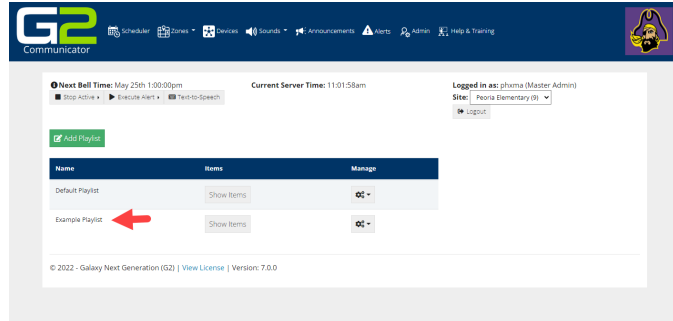 G2
Communicator
Scheduler Zones Devices Sounds Announcements Alerts Admin Help & Training
Next Bell Time: May 25th 1:00:00pm Current Server Time: 11:01:58am Logged in as: phxma (Master Admin)
Stop Active Execute Alert Text-to-Speech Site: Peoria Elementary (9)
Logout
Add Playlist
Name Items Manage
Default Playlist Show Items
Example Playlist Show Items
© 2022 - Galaxy Next Generation (G2) | View License | Version: 7.0.0